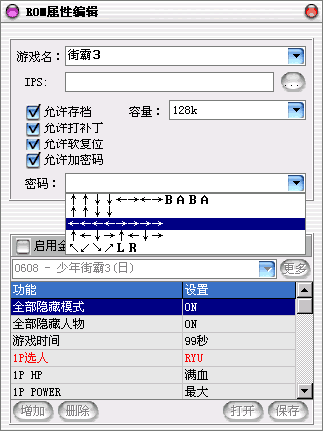 ROM属性编辑
游戏名： 街霸3
IPS: ...
允许存档 容量： 128k
允许打补丁
允许软复位
允许加密码
密码：
↑↑↓↓←→←→BABA
↑↑↓↓
←→←→←→←→
↑←↓→↑←↓→
↖↙↘↗LR
启用金
0608 - 少年街霸3(日) 更多
功能 设置
全部隐藏模式 ON
全部隐藏人物 ON
游戏时间 99秒
1P选人 RYU
1P HP 满血
1P POWER 最大
增加 删除 打开 保存